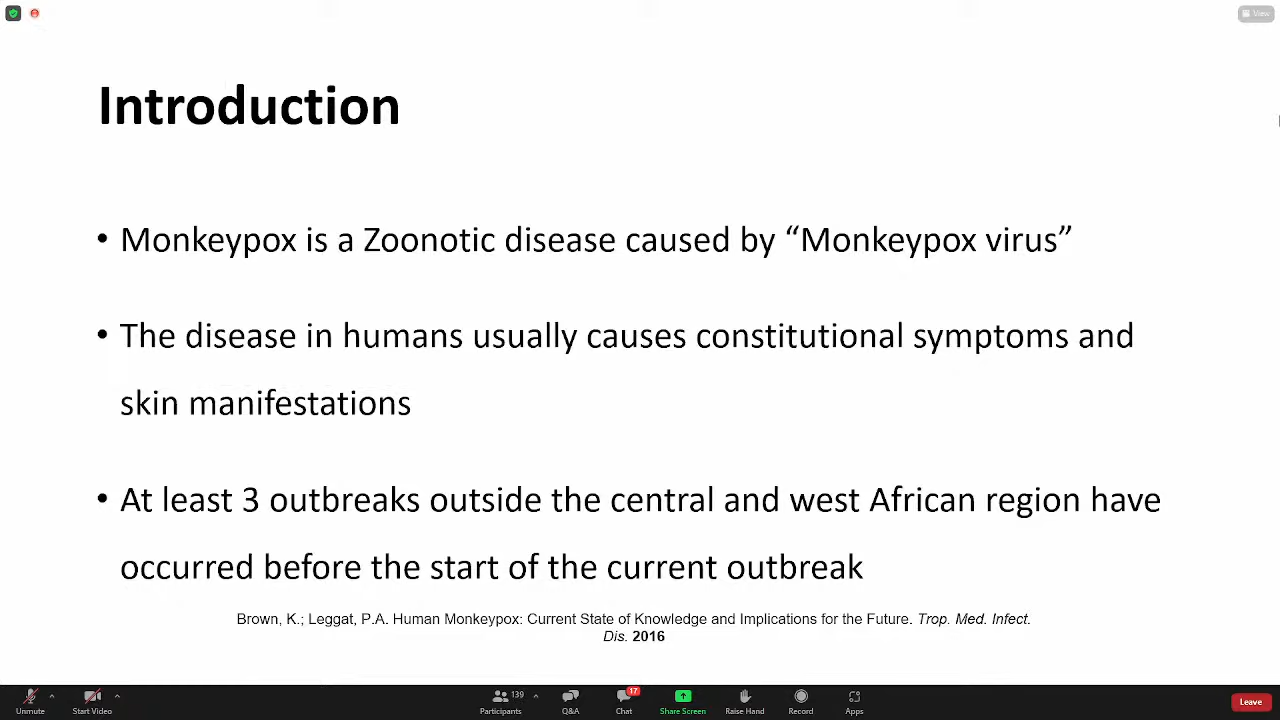 View
Introduction
• Monkeypox is a Zoonotic disease caused by “Monkeypox virus”
• The disease in humans usually causes constitutional symptoms and
skin manifestations
• At least 3 outbreaks outside the central and west African region have
occurred before the start of the current outbreak
Brown, K.; Leggat, P.A. Human Monkeypox: Current State of Knowledge and Implications for the Future. Trop. Med. Infect.
Dis. 2016
139 17
Unmute Start Video Participants Q&A Chat Share Screen Raise Hand Record Apps Leave